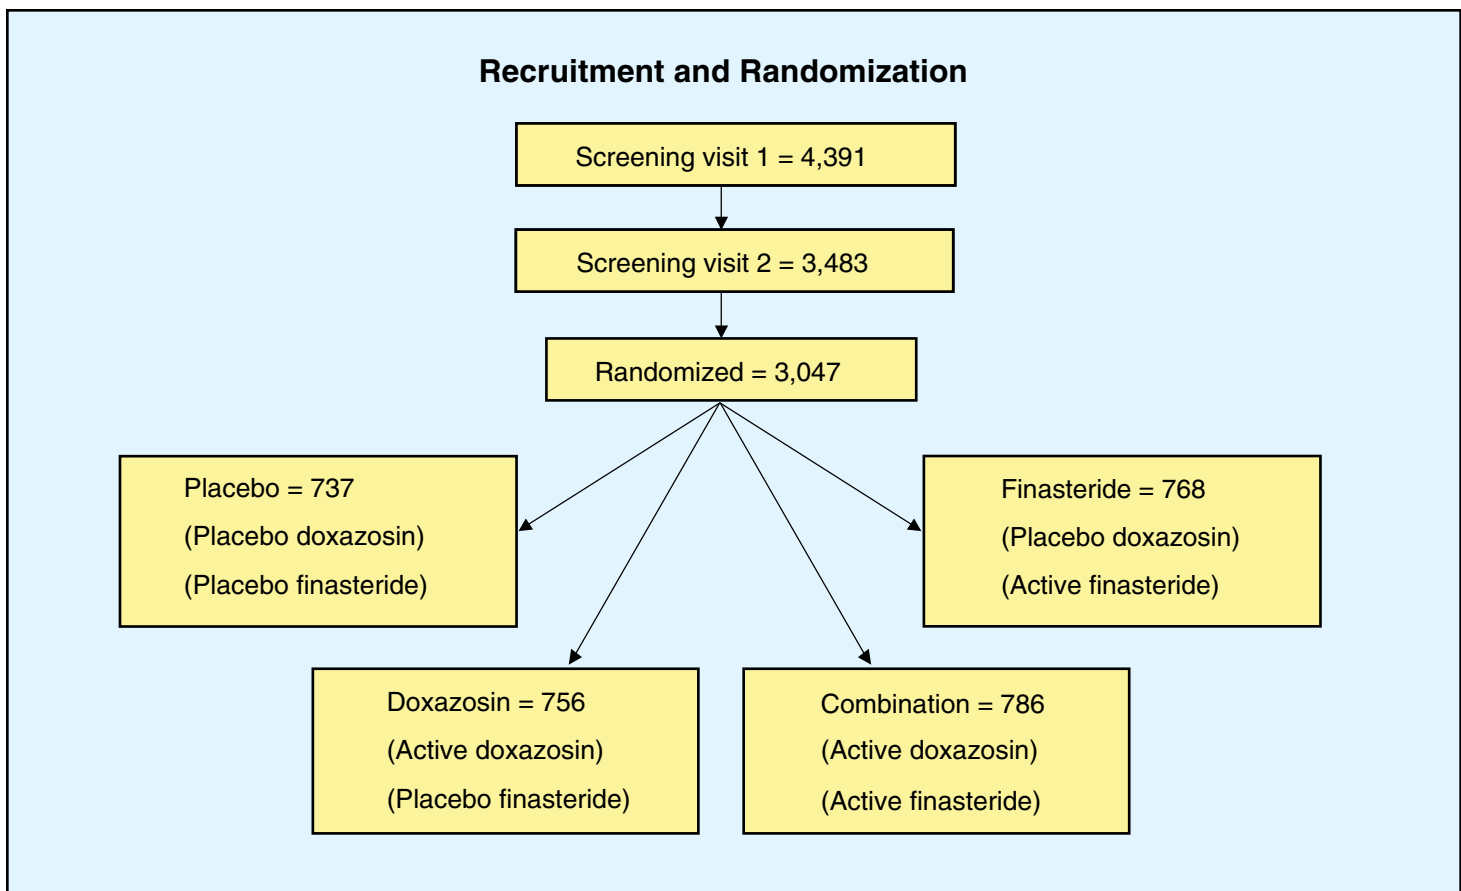 Recruitment and Randomization
Screening visit 1 = 4,391
Screening visit 2 = 3,483
Randomized = 3,047
Placebo = 737
(Placebo doxazosin)
(Placebo finasteride)
Finasteride = 768
(Placebo doxazosin)
(Active finasteride)
Doxazosin = 756
(Active doxazosin)
(Placebo finasteride)
Combination = 786
(Active doxazosin)
(Active finasteride)